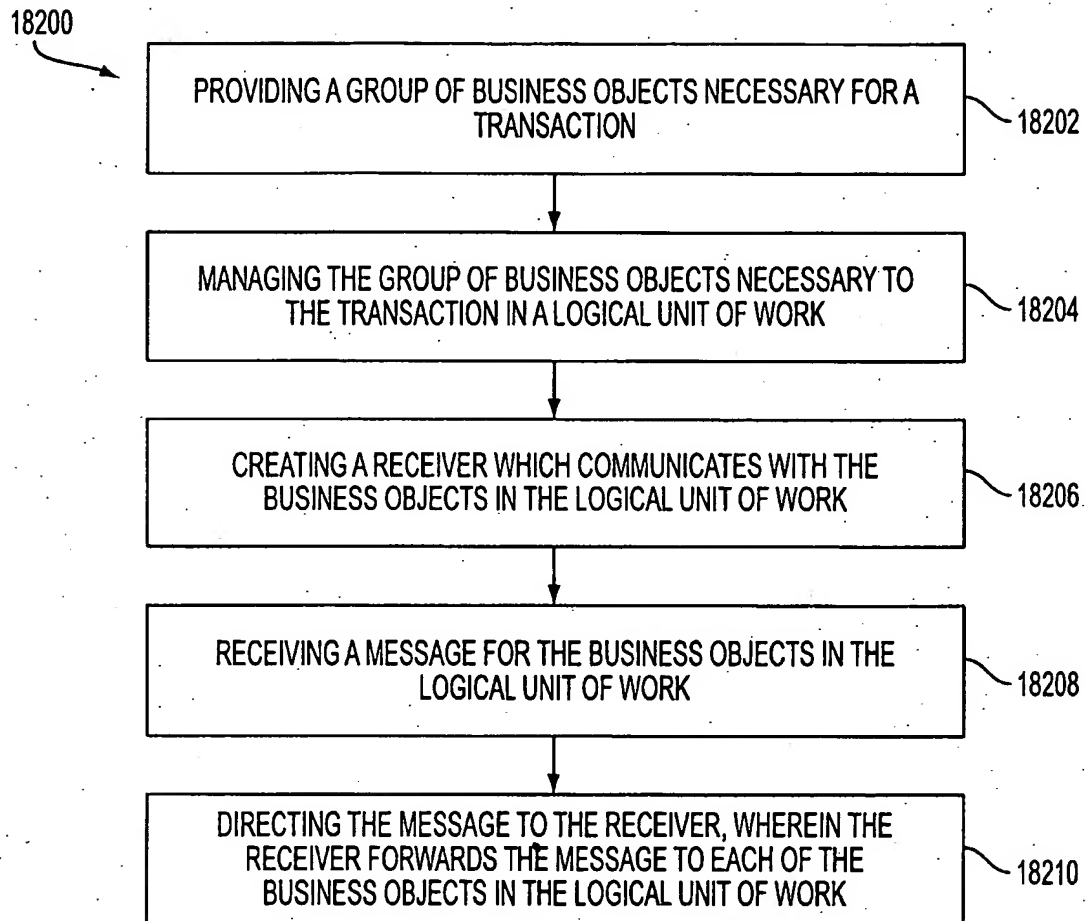 18200
PROVIDING A GROUP OF BUSINESS OBJECTS NECESSARY FOR A
TRANSACTION
18202
MANAGING THE GROUP OF BUSINESS OBJECTS NECESSARY TO
THE TRANSACTION IN A LOGICAL UNIT OF WORK
18204
CREATING A RECEIVER WHICH COMMUNICATES WITH THE
BUSINESS OBJECTS IN THE LOGICAL UNIT OF WORK
18206
RECEIVING A MESSAGE FOR THE BUSINESS OBJECTS IN THE
LOGICAL UNIT OF WORK
18208
DIRECTING THE MESSAGE TO THE RECEIVER, WHEREIN THE
RECEIVER FORWARDS THE MESSAGE TO EACH OF THE
BUSINESS OBJECTS IN THE LOGICAL UNIT OF WORK
18210